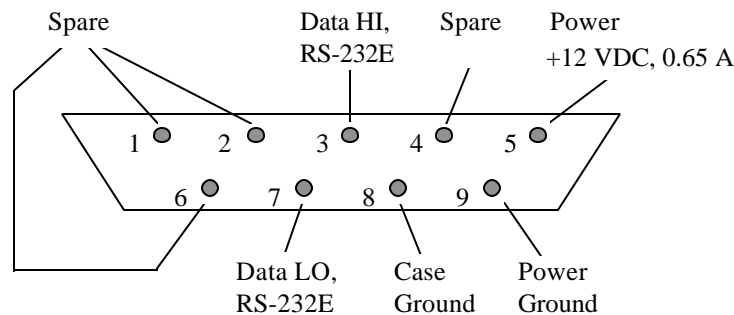 Spare
Data HI,
RS-232E
Spare
Power
+12 VDC, 0.65 A
1
2
3
4
5
6
7
8
9
Data LO,
RS-232E
Case
Ground
Power
Ground